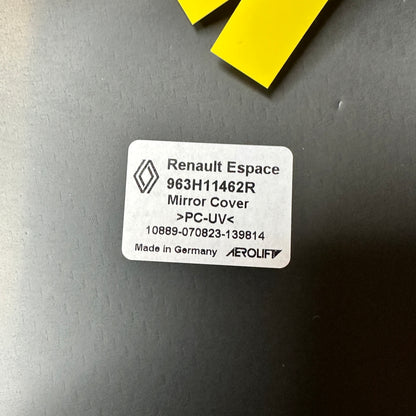 Renault Espace
963H11462R
Mirror Cover
>PC-UV<
10889-070823-139814
Made in Germany AEROLIFT